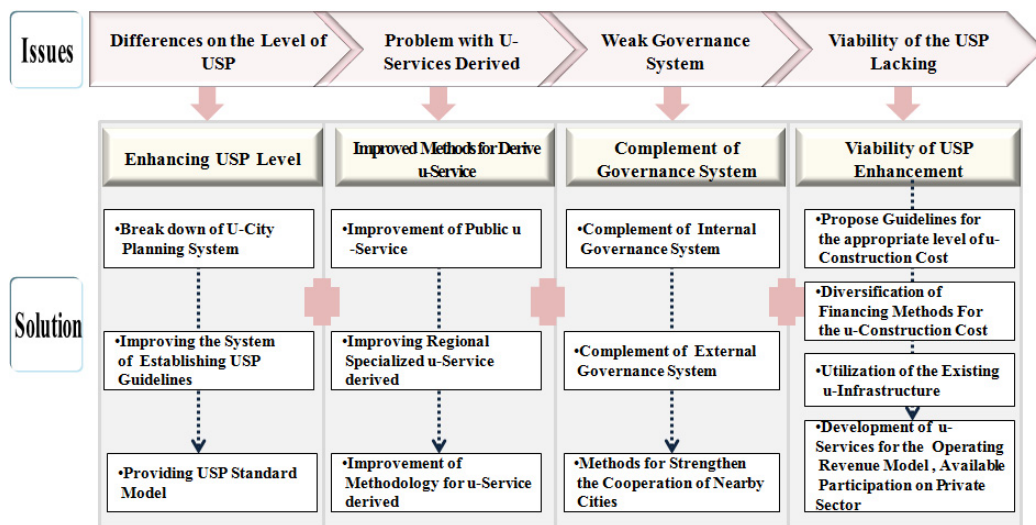 Issues
Differences on the Level of
USP
Problem with U-
Services Derived
Weak Governance
System
Viability of the USP
Lacking
Solution
Enhancing USP Level
•Break down of U-City
Planning System
•Improving the System
of Establishing USP
Guidelines
•Providing USP Standard
Model
Improved Methods for Derive
u-Service
•Improvement of Public u
-Service
•Improving Regional
Specialized u-Service
derived
•Improvement of
Methodology for u-Service
derived
Complement of
Governance System
•Complement of Internal
Governance System
•Complement of External
Governance System
•Methods for Strengthen
the Cooperation of Nearby
Cities
Viability of USP
Enhancement
•Propose Guidelines for
the appropriate level of u-
Construction Cost
•Diversification of
Financing Methods For
the u-Construction Cost
•Utilization of the Existing
u-Infrastructure
•Development of u-
Services for the Operating
Revenue Model , Available
Participation on Private
Sector